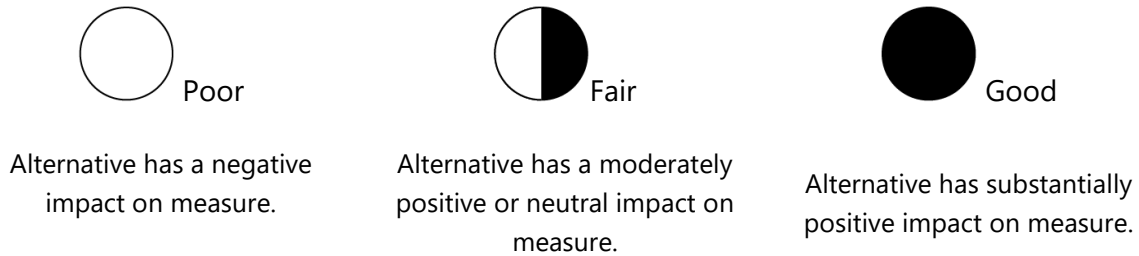 Poor
Alternative has a negative
impact on measure.
Fair
Alternative has a moderately
positive or neutral impact on
measure.
Good
Alternative has substantially
positive impact on measure.